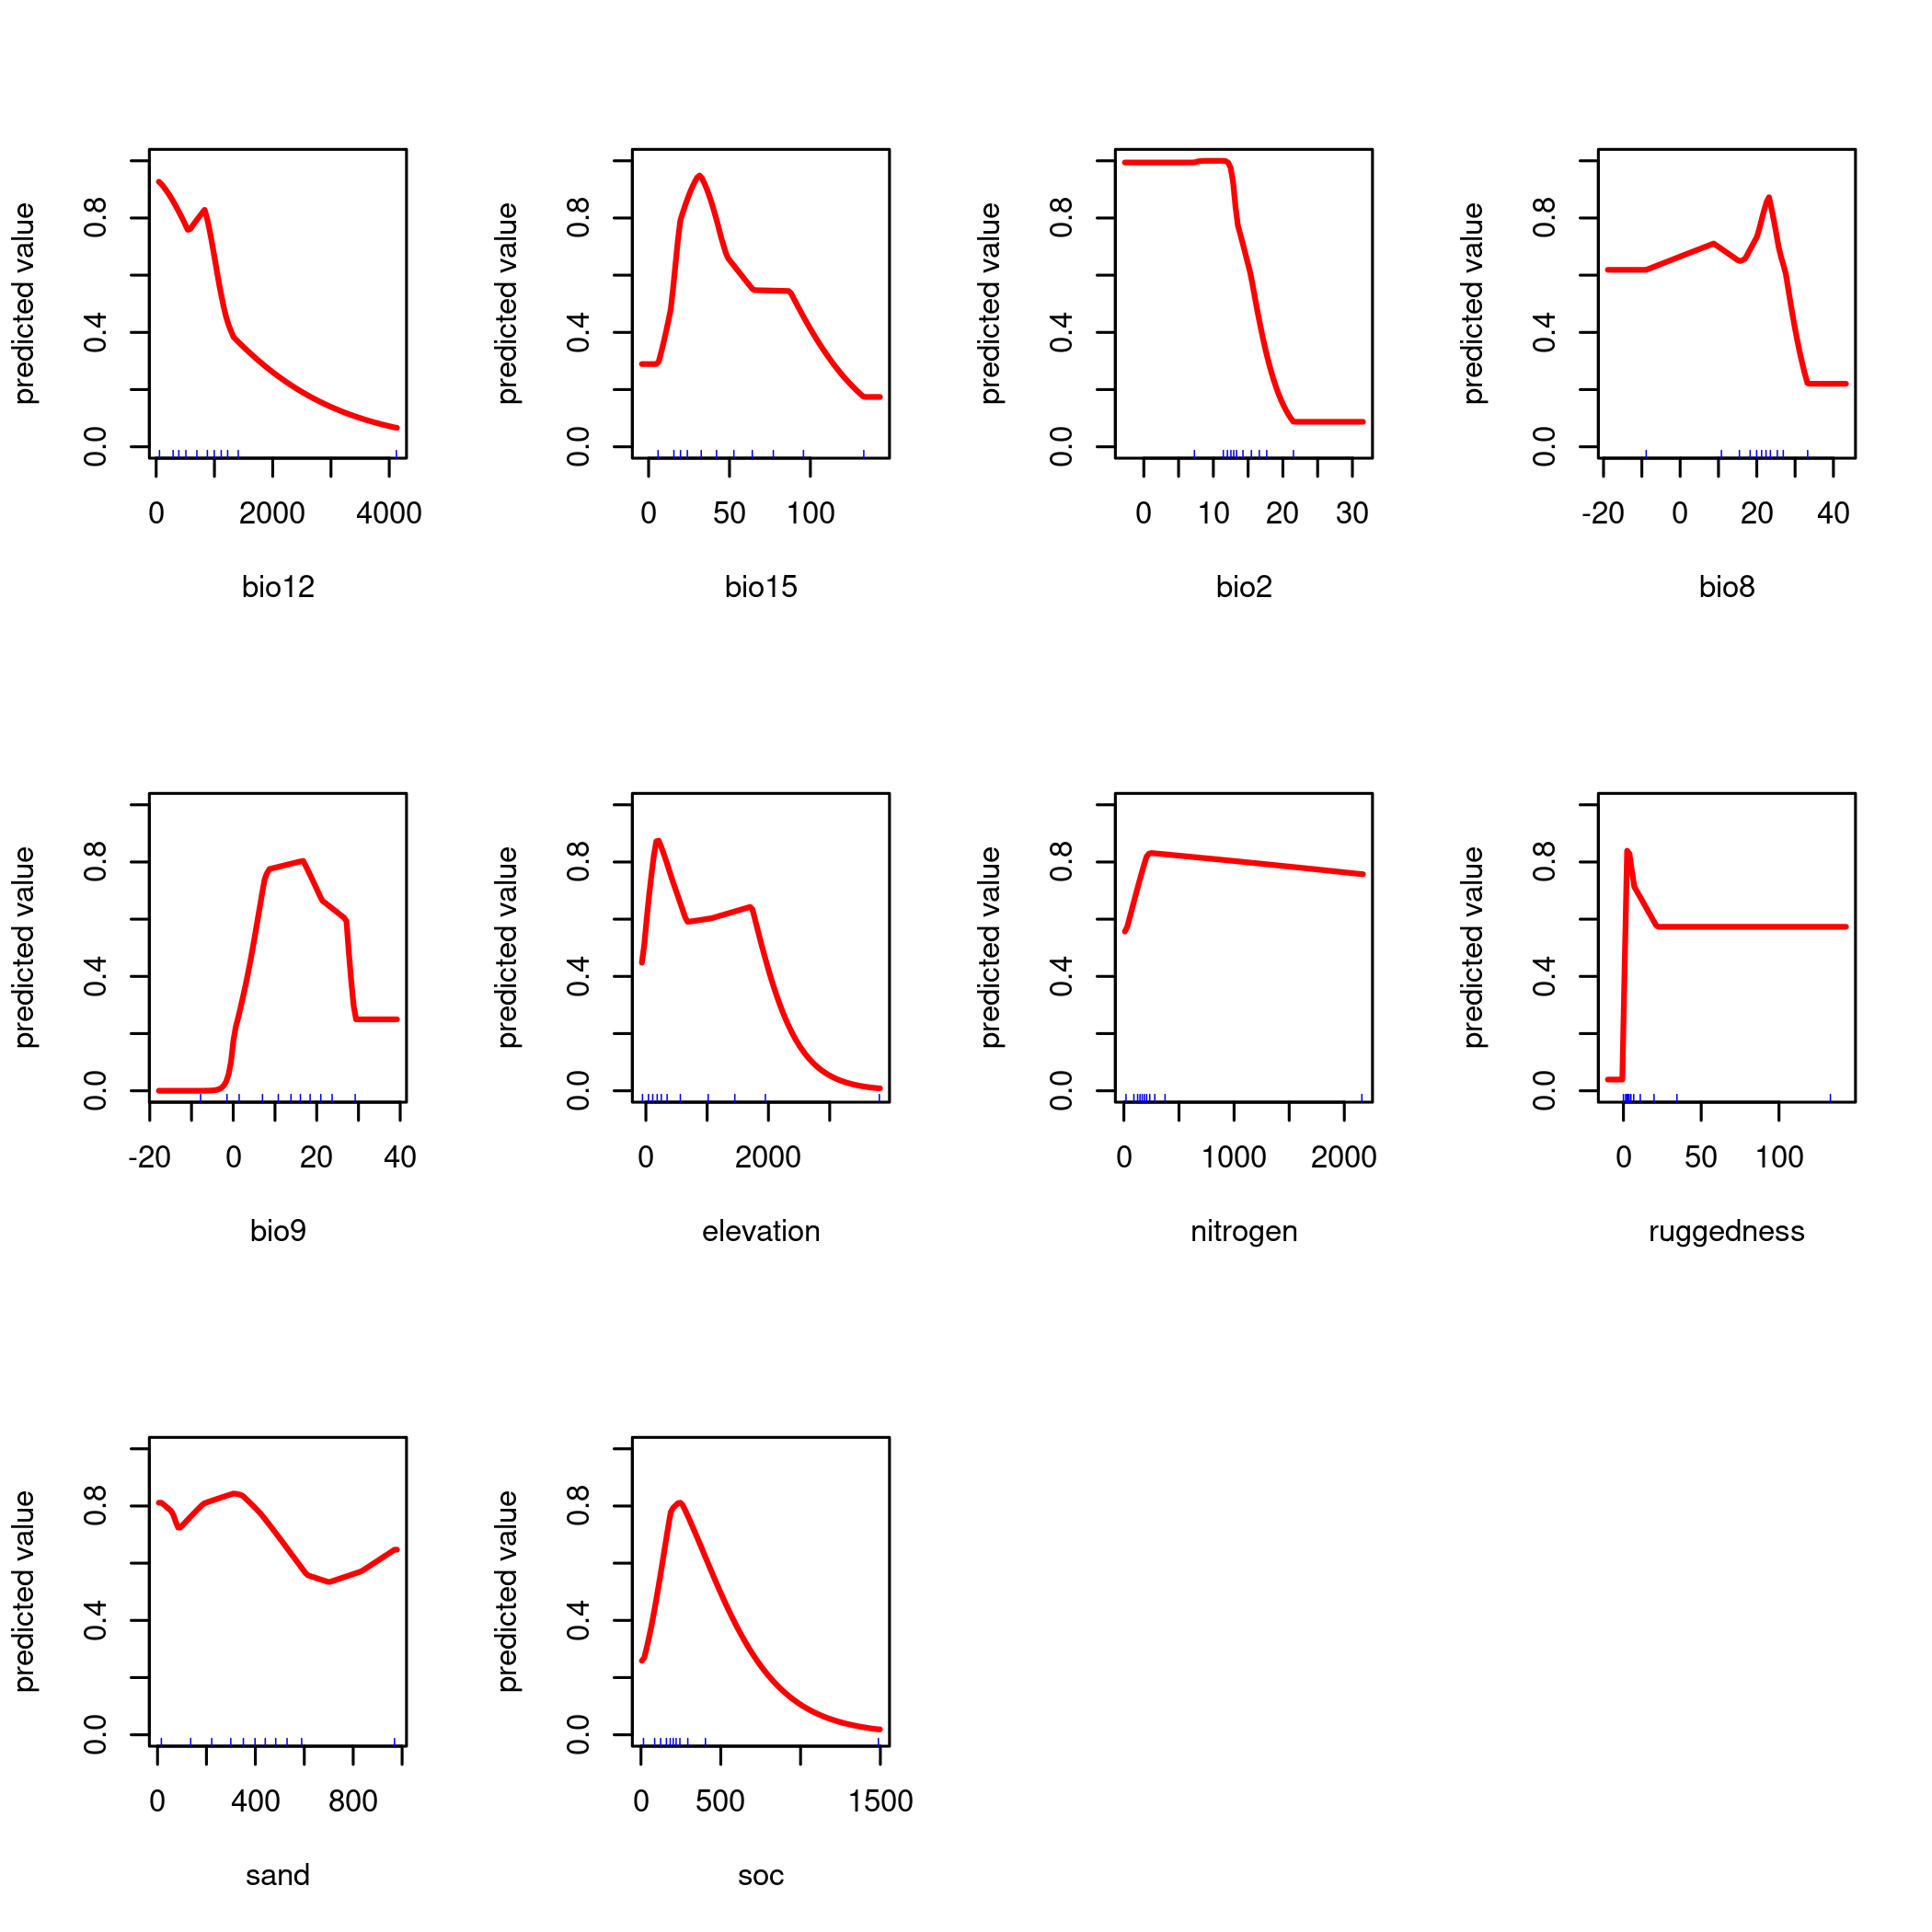 predicted value
0.0 0.4 0.8
0 2000 4000
bio12
predicted value
0.0 0.4 0.8
0 50 100
bio15
predicted value
0.0 0.4 0.8
0 10 20 30
bio2
predicted value
0.0 0.4 0.8
-20 0 20 40
bio8
predicted value
0.0 0.4 0.8
-20 0 20 40
bio9
predicted value
0.0 0.4 0.8
0 2000
elevation
predicted value
0.0 0.4 0.8
0 1000 2000
nitrogen
predicted value
0.0 0.4 0.8
0 50 100
ruggedness
predicted value
0.0 0.4 0.8
0 400 800
sand
predicted value
0.0 0.4 0.8
0 500 1500
soc